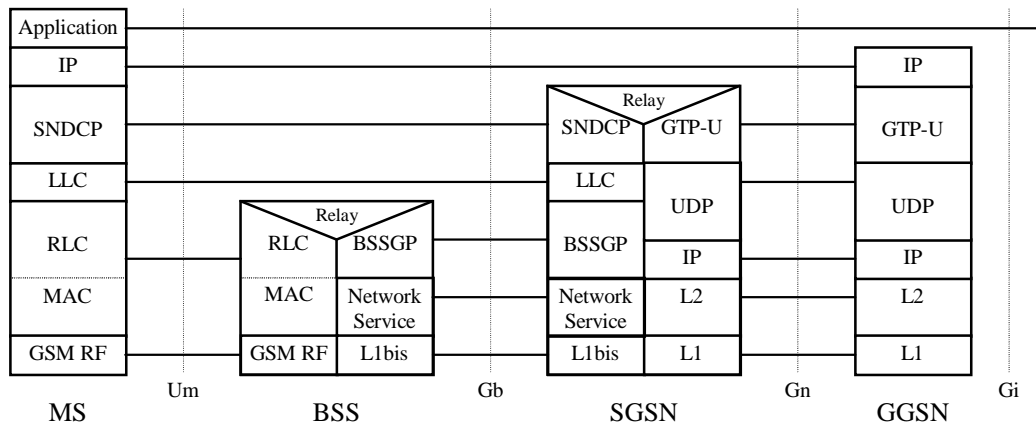 Application
IP
IP
Relay
SNDCP
SNDCP
GTP-U
GTP-U
LLC
LLC
UDP
UDP
Relay
RLC
RLC
BSSGP
BSSGP
IP
IP
MAC
MAC
Network
Service
Network
Service
L2
L2
GSM RF
GSM RF
L1bis
L1bis
L1
L1
Um
Gb
Gn
Gi
MS
BSS
SGSN
GGSN